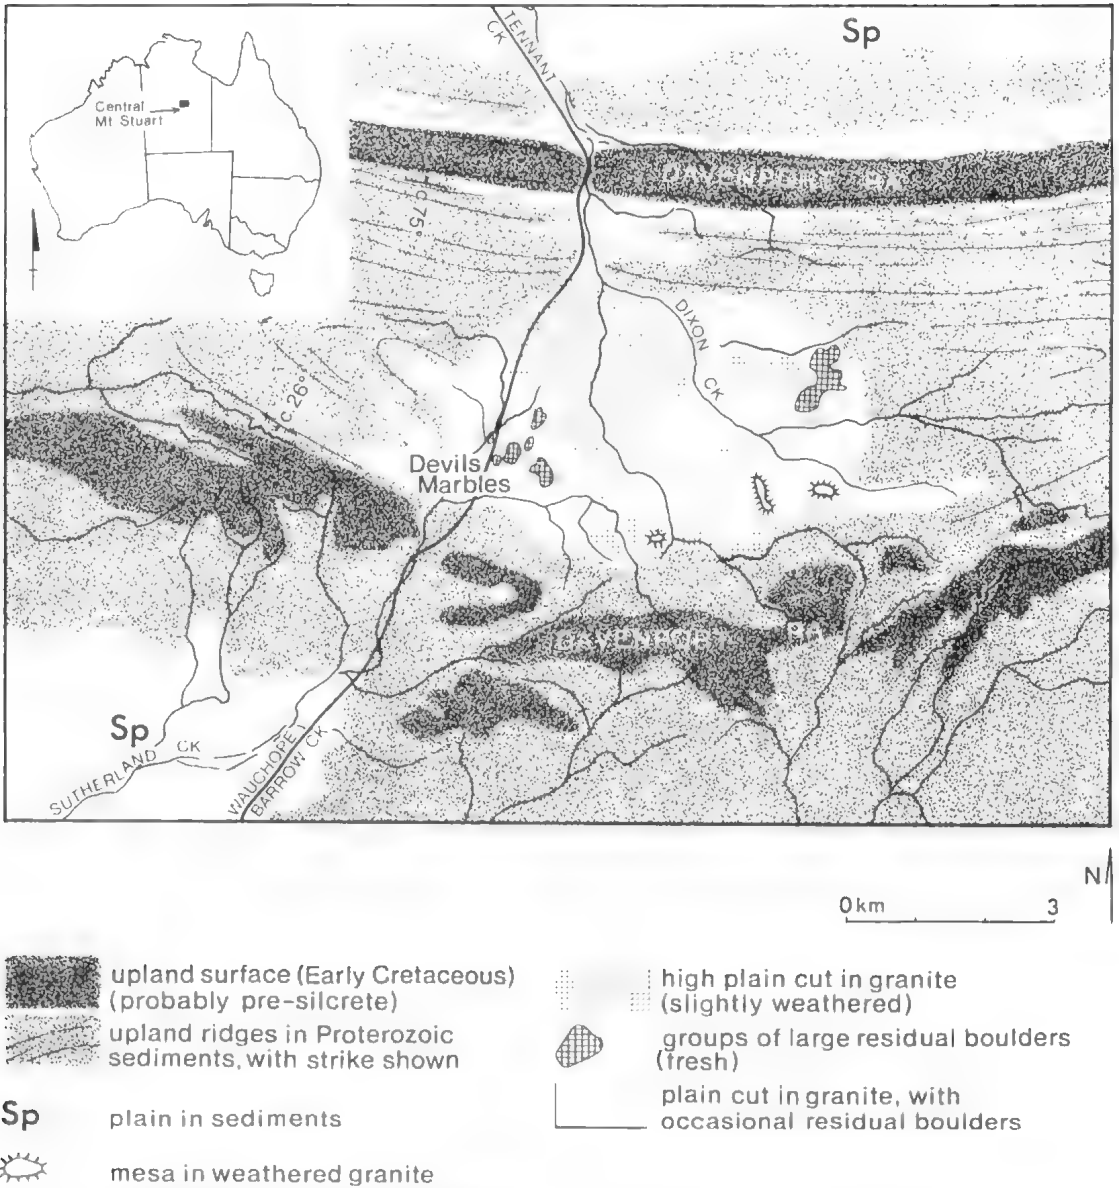 Sp
TENNANT
CK
Central
Mt Stuart
DAVENPORT RA
C 75°
DIXON
CK
C 26°
Devils
Marbles
DAVENPORT RA
Sp
SUTHERLAND CK
WAUCHOPE
BARROW CK
N
0 km 3
upland surface (Early Cretaceous)
(probably pre-silcrete)
upland ridges in Proterozoic
sediments, with strike shown
Sp plain in sediments
mesa in weathered granite
high plain cut in granite
(slightly weathered)
groups of large residual boulders
(fresh)
plain cut in granite, with
occasional residual boulders